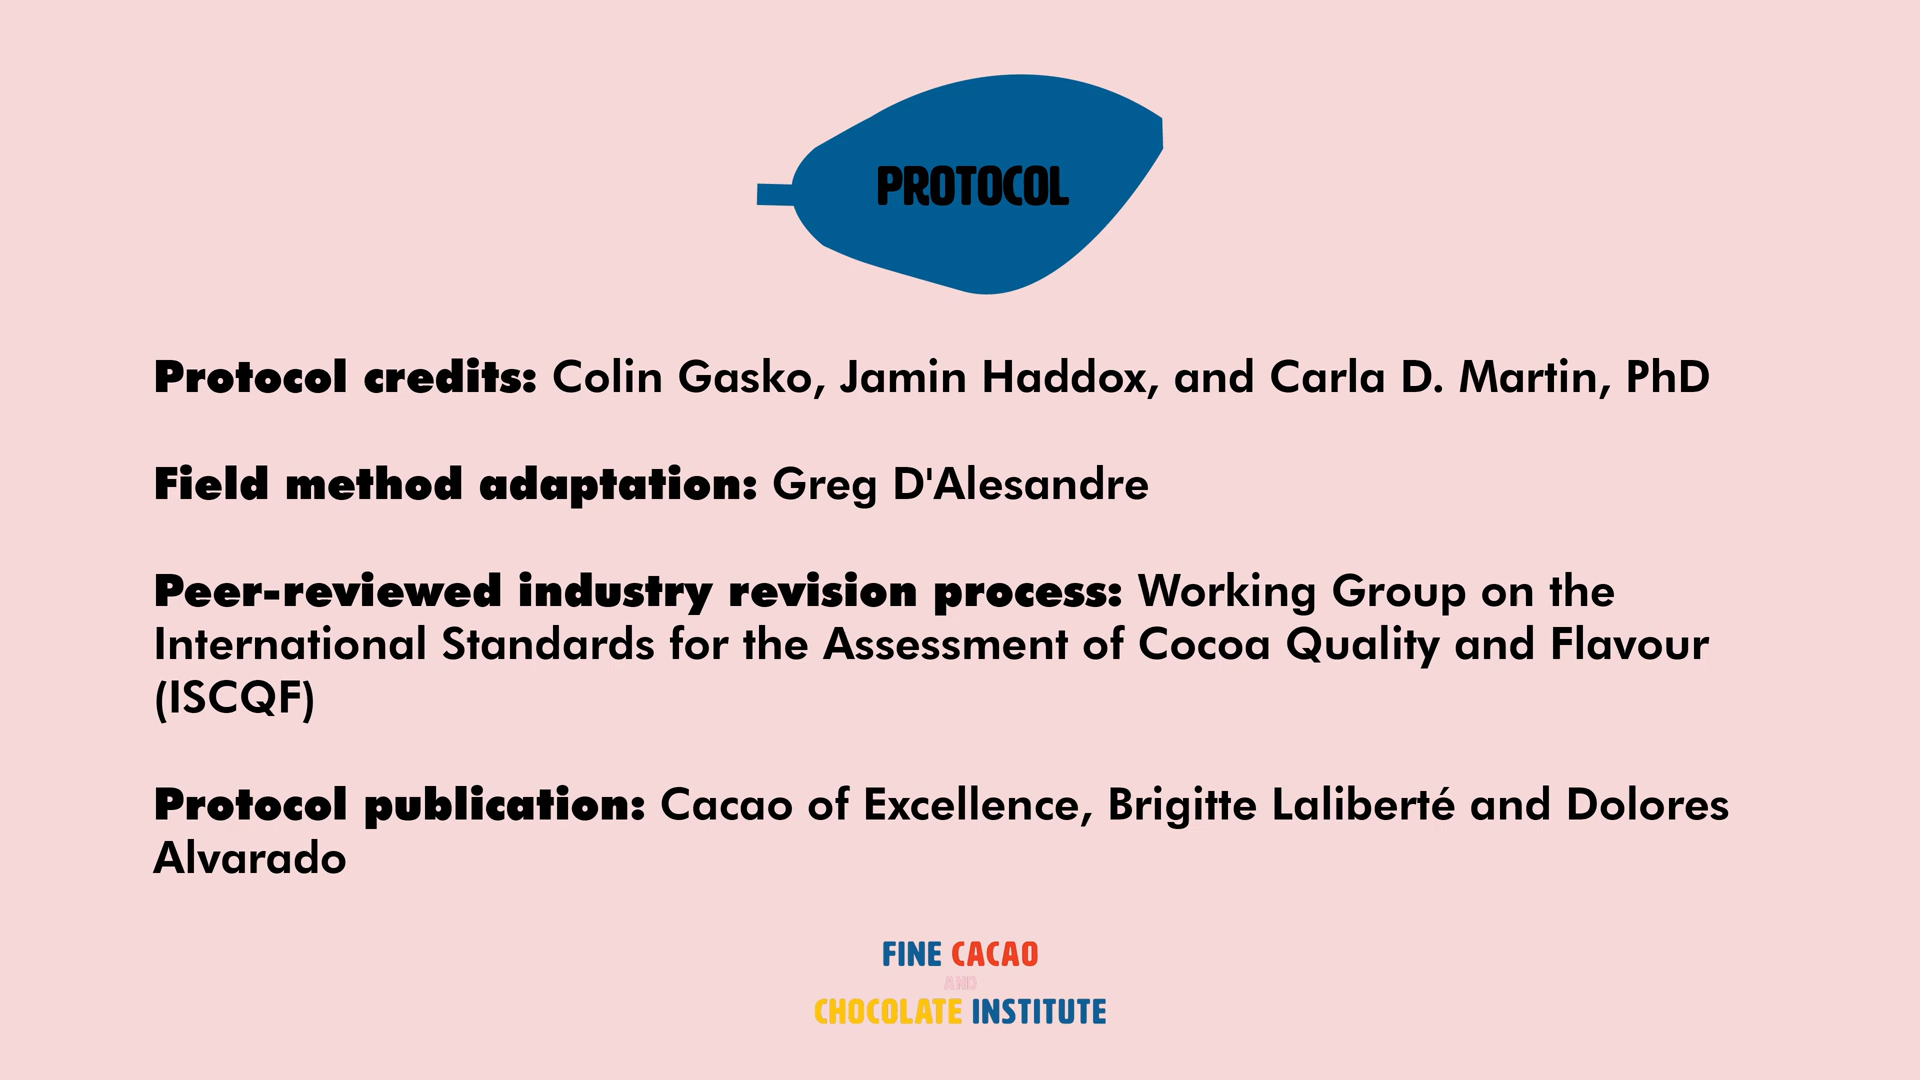 PROTOCOL
Protocol credits: Colin Gasko, Jamin Haddox, and Carla D. Martin, PhD
Field method adaptation: Greg D'Alesandre
Peer-reviewed industry revision process: Working Group on the
International Standards for the Assessment of Cocoa Quality and Flavour
(ISCQF)
Protocol publication: Cacao of Excellence, Brigitte Laliberté and Dolores
Alvarado
FINE CACAO
AND
CHOCOLATE INSTITUTE